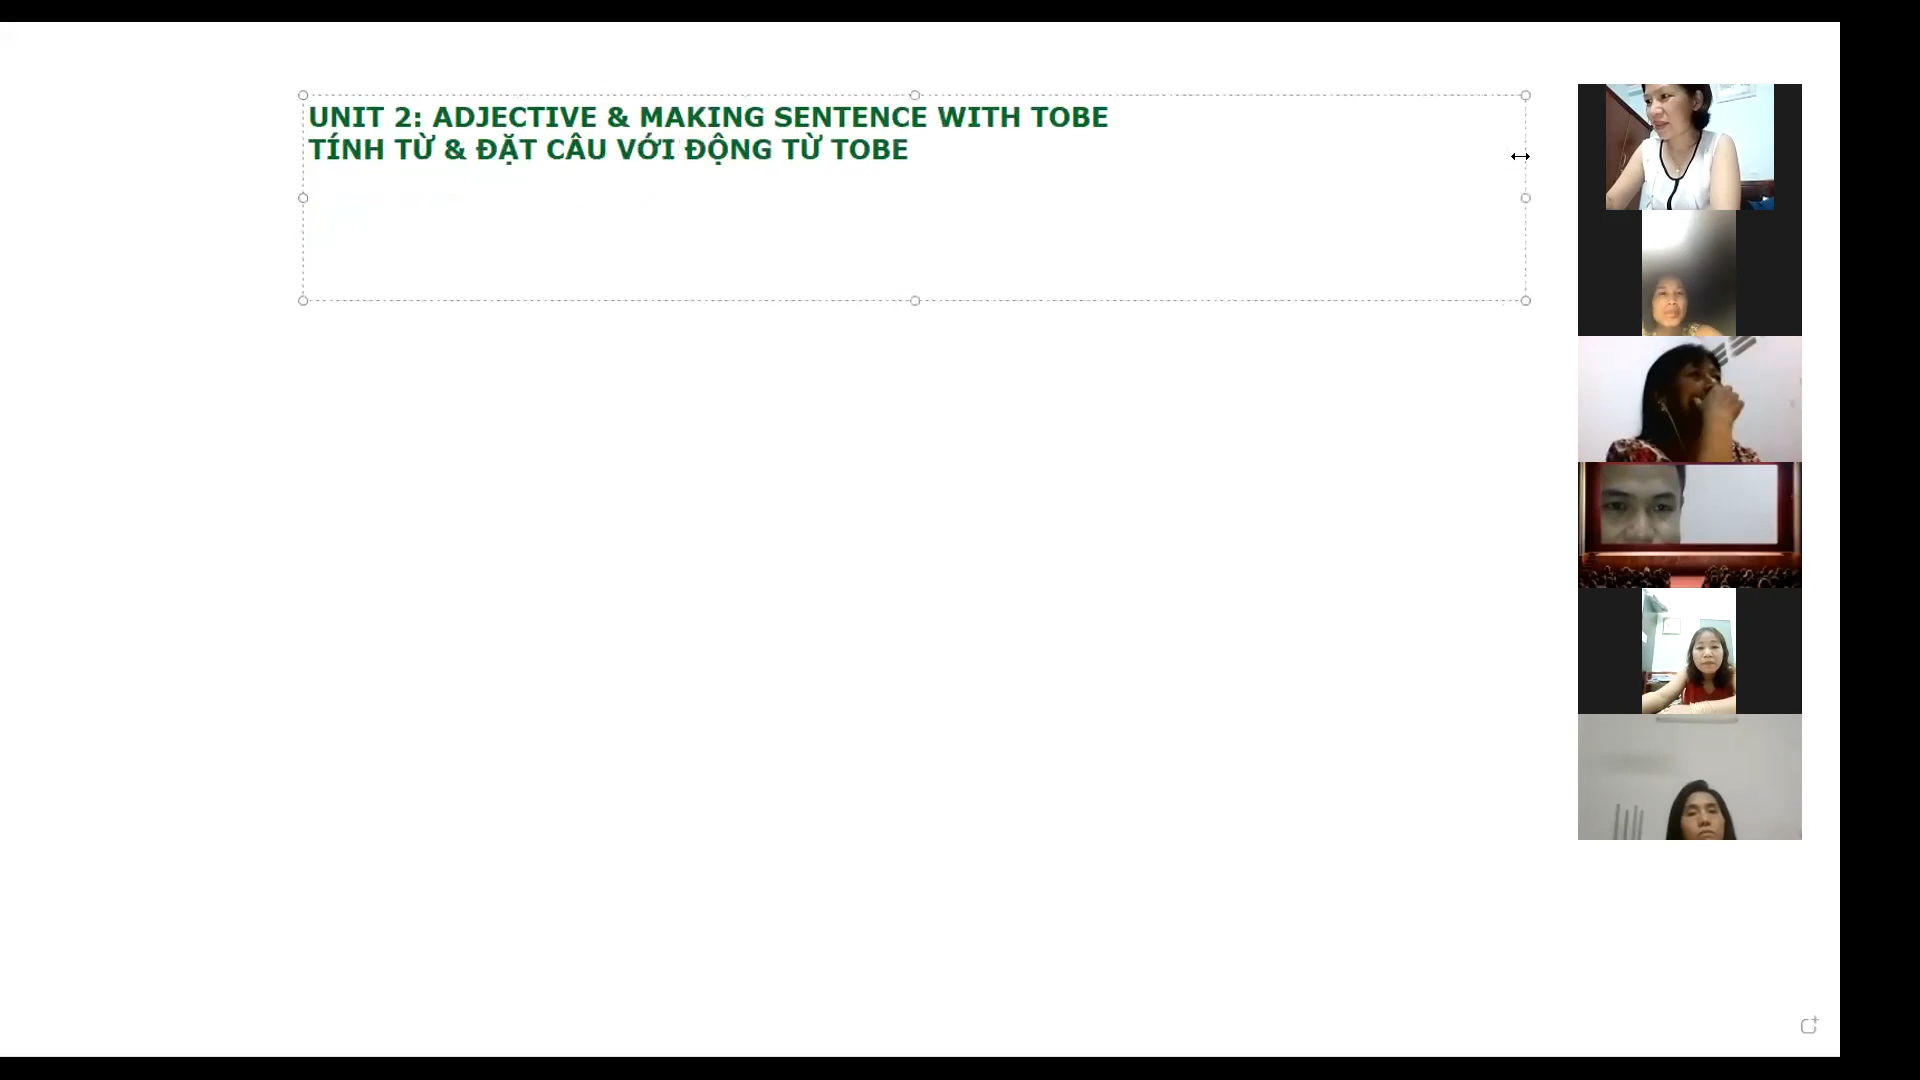 UNIT 2: ADJECTIVE & MAKING SENTENCE WITH TOBE
TÍNH TỪ & ĐẶT CÂU VỚI ĐỘNG TỪ TOBE